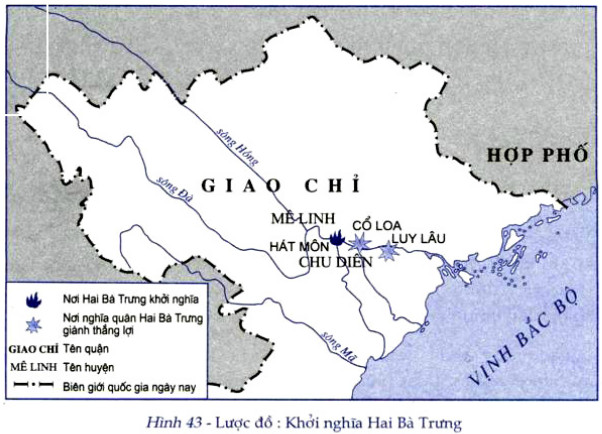 HỢP PHỐ
sông Hồng
sông Đà
GIAO CHỈ
MÊ LINH
CỔ LOA
HÁT MÔN
LUY LÂU
CHU DIÊN
sông Mã
VỊNH BẮC BỘ
Nơi Hai Bà Trưng khởi nghĩa
Nơi nghĩa quân Hai Bà Trưng
giành thắng lợi
GIAO CHỈ Tên quận
MÊ LINH Tên huyện
Biên giới quốc gia ngày nay
Hình 43 - Lược đồ : Khởi nghĩa Hai Bà Trưng